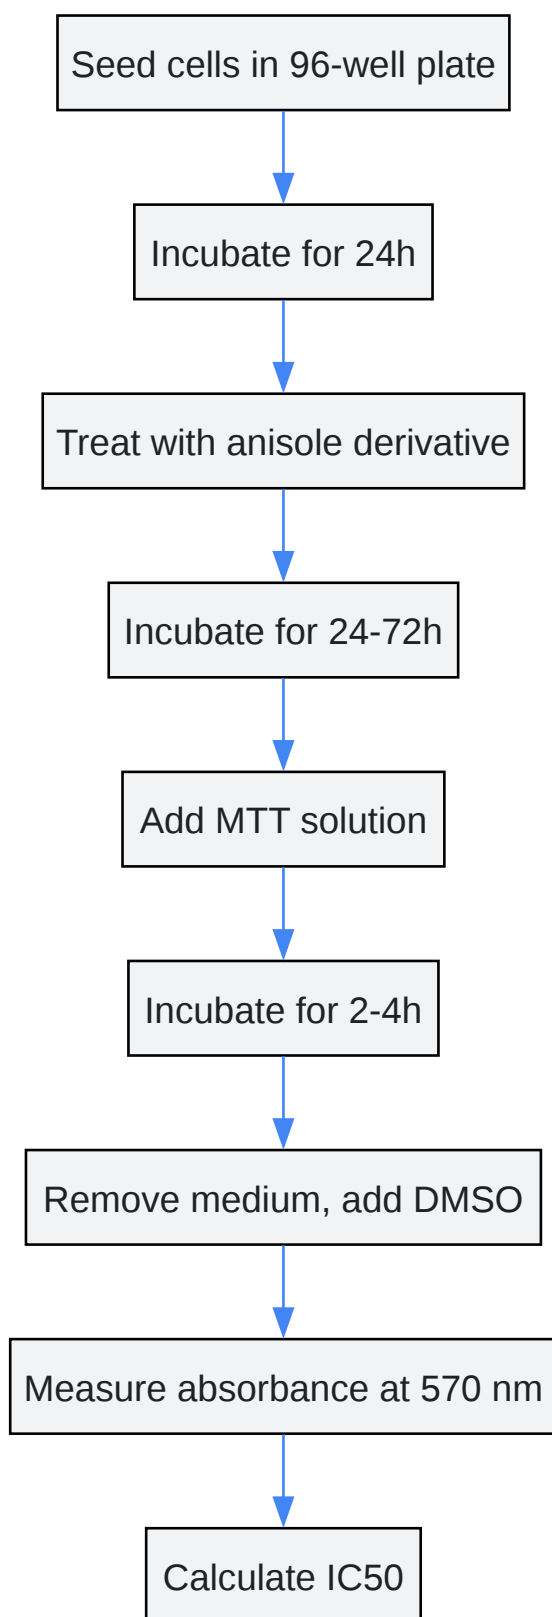 Seed cells in 96-well plate
Incubate for 24h
Treat with anisole derivative
Incubate for 24-72h
Add MTT solution
Incubate for 2-4h
Remove medium, add DMSO
Measure absorbance at 570 nm
Calculate IC50